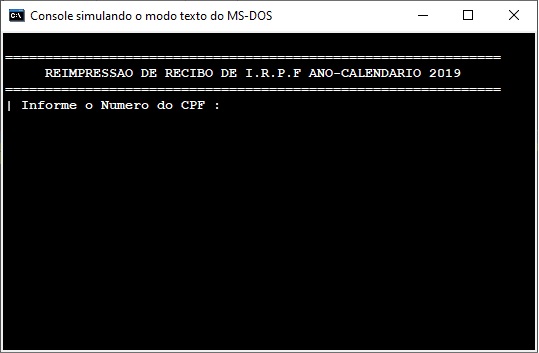 Console simulando o modo texto do MS-DOS
==============================================================
REIMPRESSAO DE RECIBO DE I.R.P.F ANO-CALENDARIO 2019
==============================================================
| Informe o Numero do CPF :